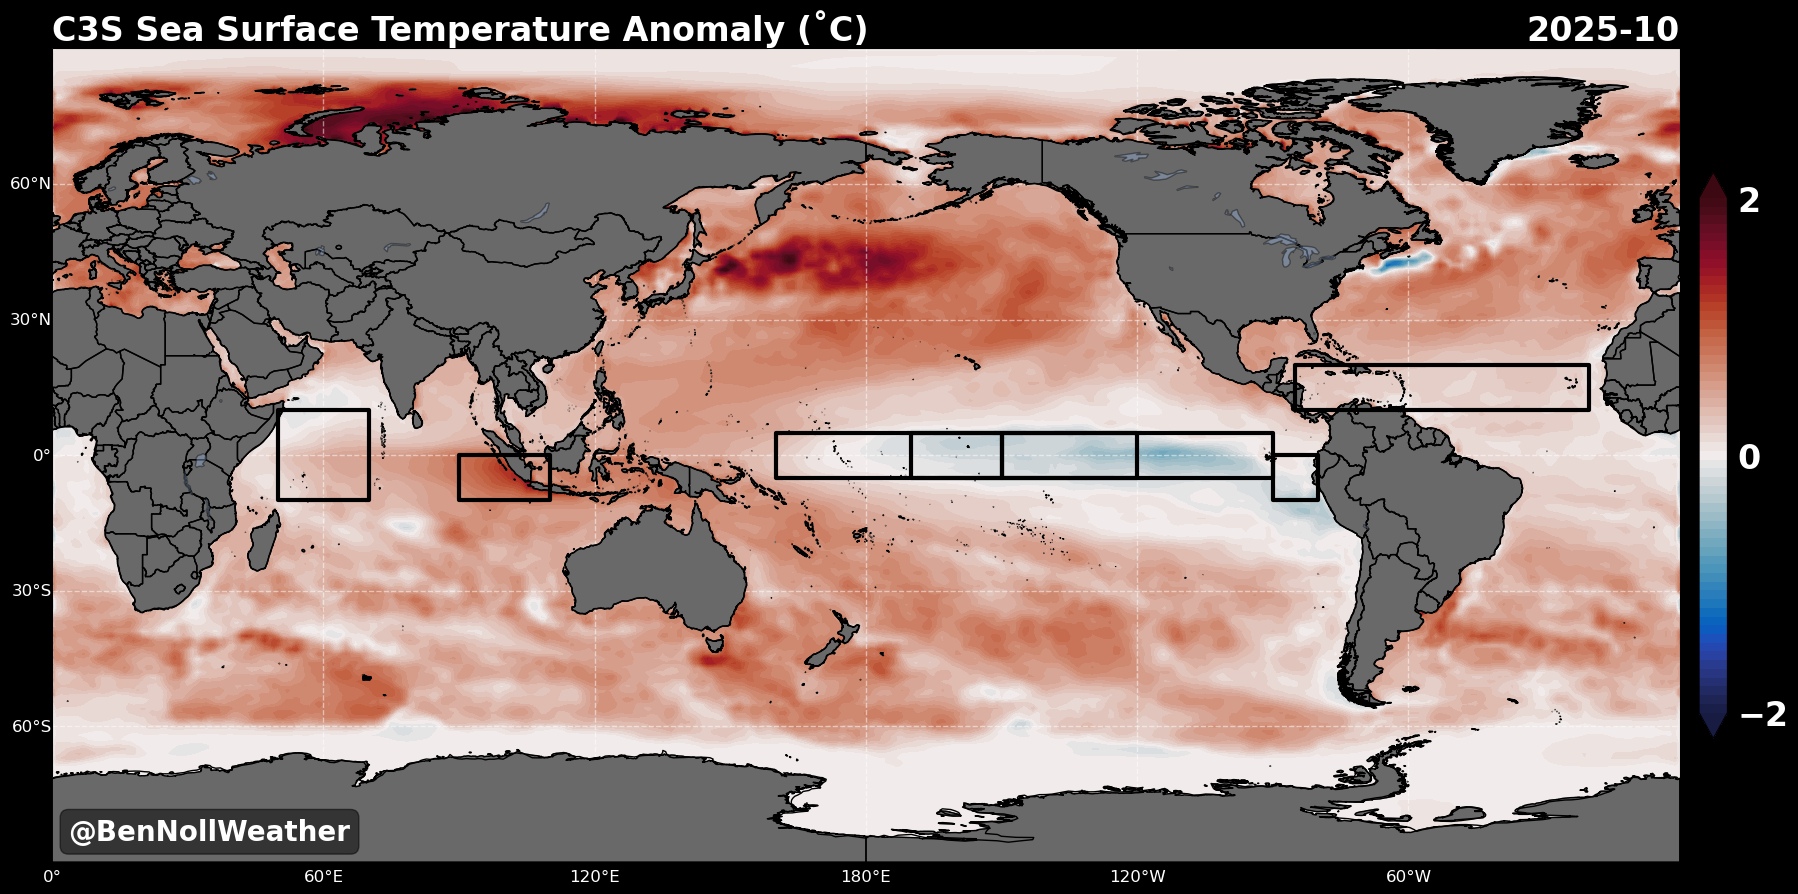 C3S Sea Surface Temperature Anomaly (˚C)
2025-10
60°N
30°N
0°
30°S
60°S
2
0
−2
@BenNollWeather
0°
60°E
120°E
180°E
120°W
60°W